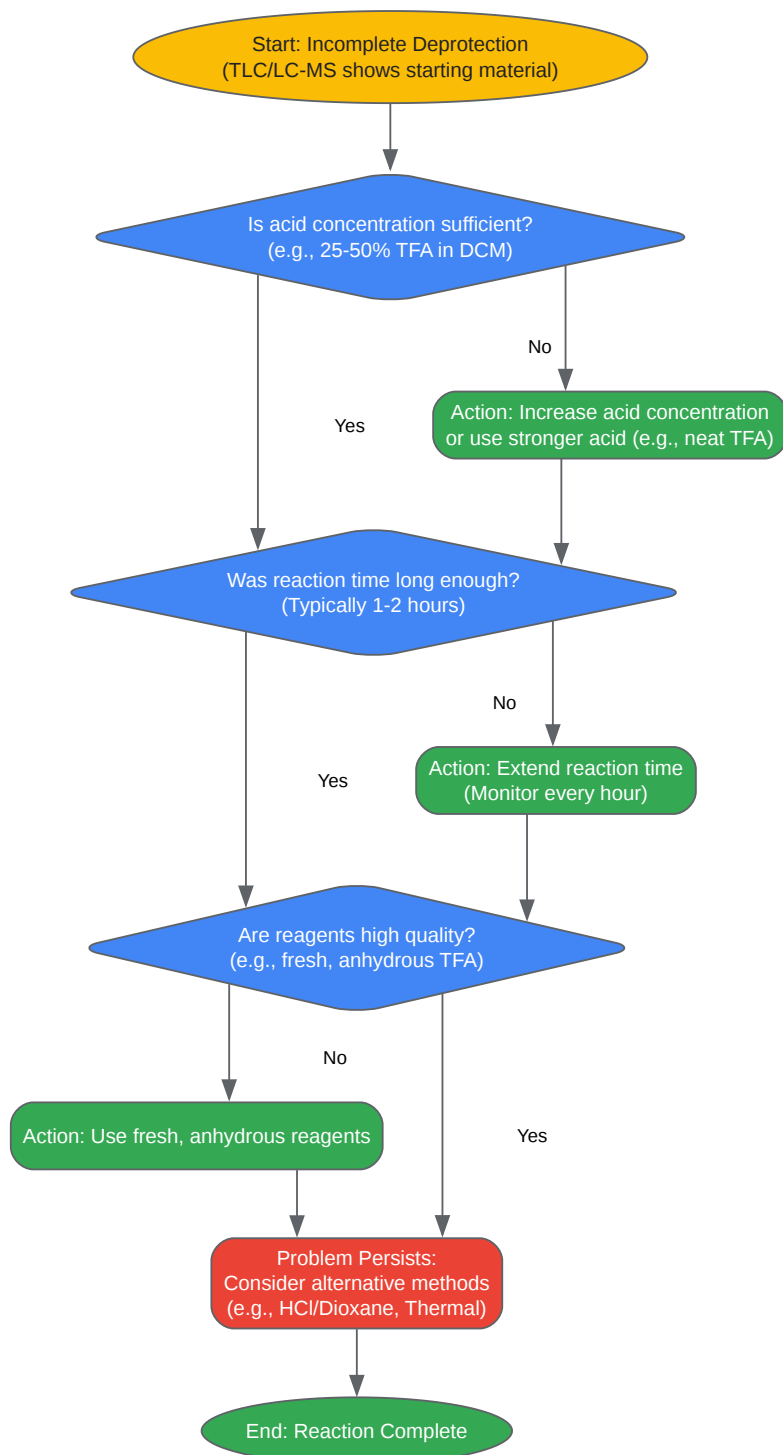 Start: Incomplete Deprotection
(TLC/LC-MS shows starting material)
Is acid concentration sufficient?
(e.g., 25-50% TFA in DCM)
No
Action: Increase acid concentration
or use stronger acid (e.g., neat TFA)
Yes
Was reaction time long enough?
(Typically 1-2 hours)
No
Action: Extend reaction time
(Monitor every hour)
Yes
Are reagents high quality?
(e.g., fresh, anhydrous TFA)
No
Action: Use fresh, anhydrous reagents
Yes
Problem Persists:
Consider alternative methods
(e.g., HCl/Dioxane, Thermal)
End: Reaction Complete